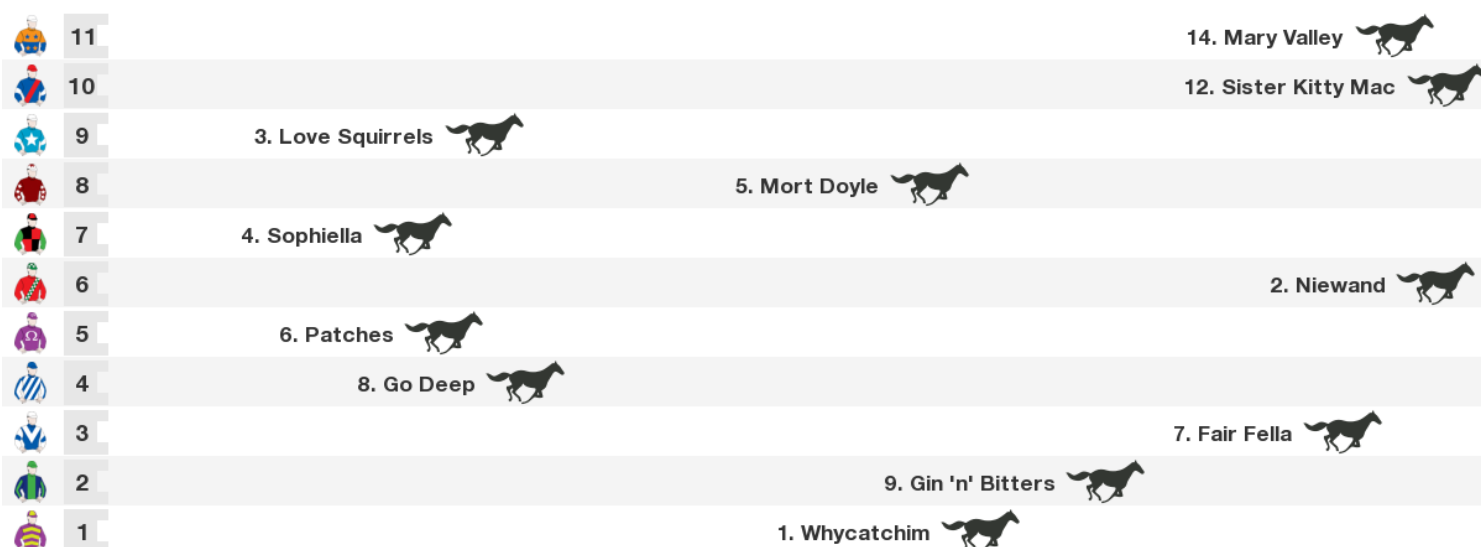 11 14. Mary Valley
10 12. Sister Kitty Mac
9 3. Love Squirrels
8 5. Mort Doyle
7 4. Sophiella
6 2. Niewand
5 Ω 6. Patches
4 8. Go Deep
3 7. Fair Fella
2 9. Gin 'n' Bitters
1 1. Whycatchim